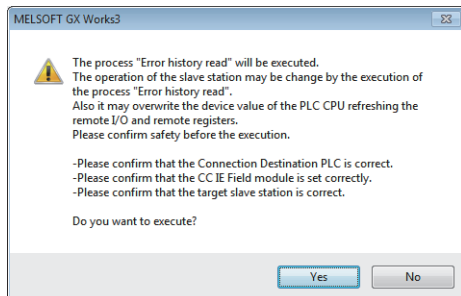 MELSOFT GX Works3
The process "Error history read" will be executed.
The operation of the slave station may be change by the execution of
the process "Error history read".
Also it may overwrite the device value of the PLC CPU refreshing the
remote I/O and remote registers.
Please confirm safety before the execution.
-Please confirm that the Connection Destination PLC is correct.
-Please confirm that the CC IE Field module is set correctly.
-Please confirm that the target slave station is correct.
Do you want to execute?
Yes
No